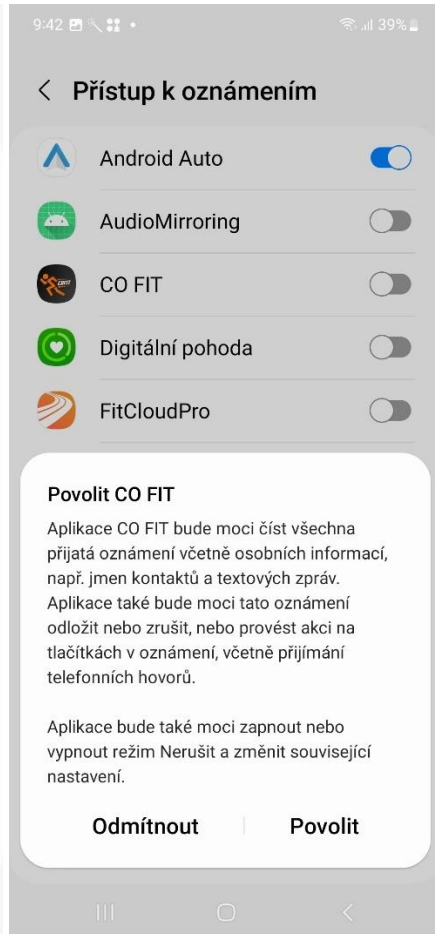 9:42
39%
Přístup k oznámením
Android Auto
AudioMirroring
CO FIT
Digitální pohoda
FitCloudPro
Povolit CO FIT
Aplikace CO FIT bude moci číst všechna
přijatá oznámení včetně osobních informací,
např. jmen kontaktů a textových zpráv.
Aplikace také bude moci tato oznámení
odložit nebo zrušit, nebo provést akci na
tlačítkách v oznámení, včetně přijímání
telefonních hovorů.
Aplikace bude také moci zapnout nebo
vypnout režim Nerušit a změnit související
nastavení.
Odmítnout
Povolit